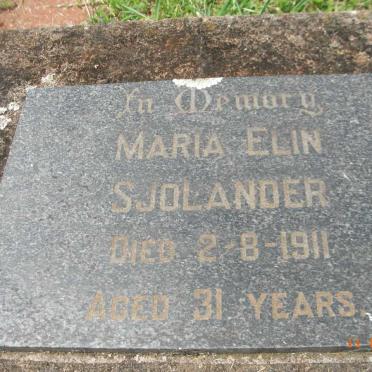 In Memory
MARIA ELIN
SJOLANDER
DIED 2-8-1911
AGED 31 YEARS.